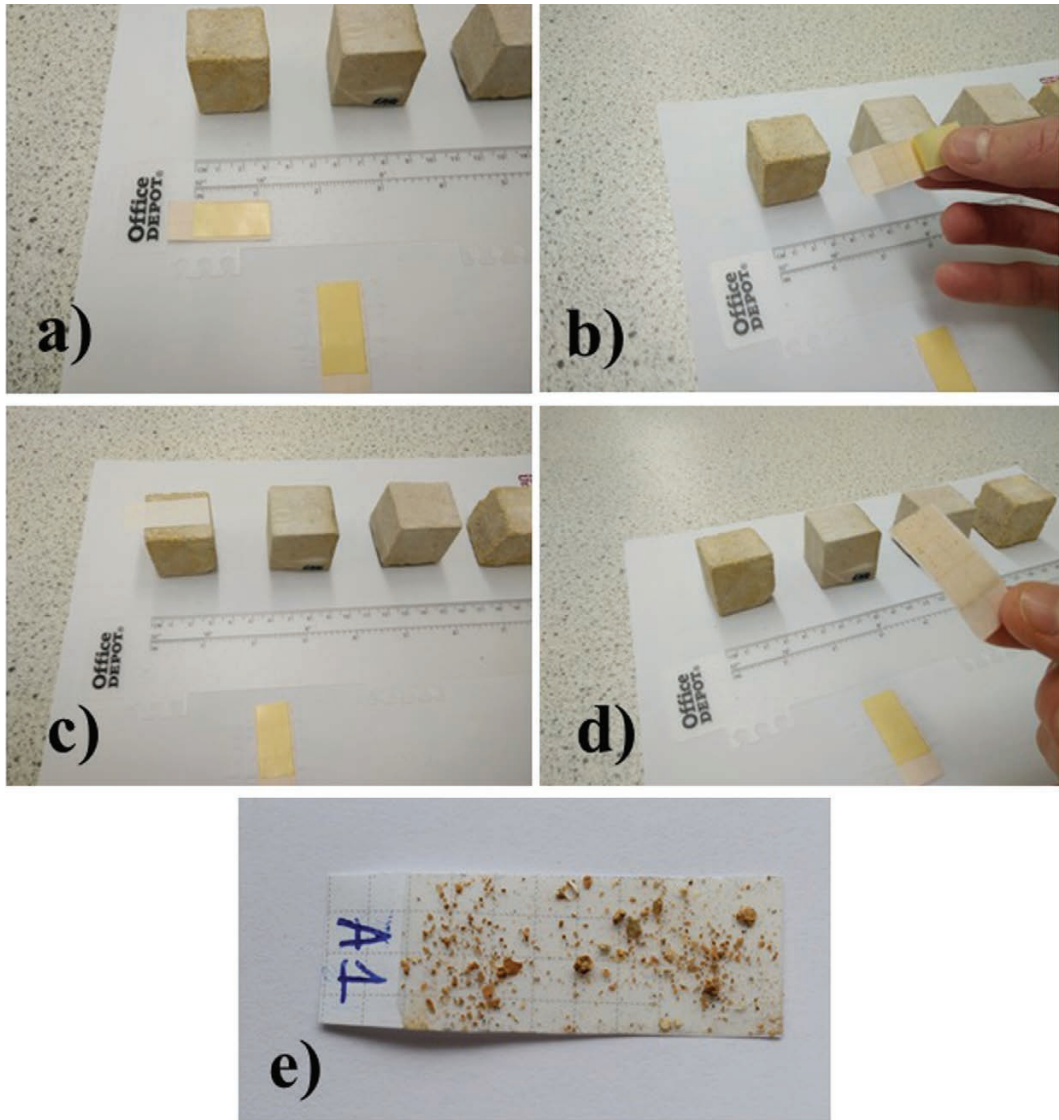 Office
DEPOT®
a)
Office
DEPOT®
b)
Office
DEPOT®
c)
Office
DEPOT®
d)
A1
e)